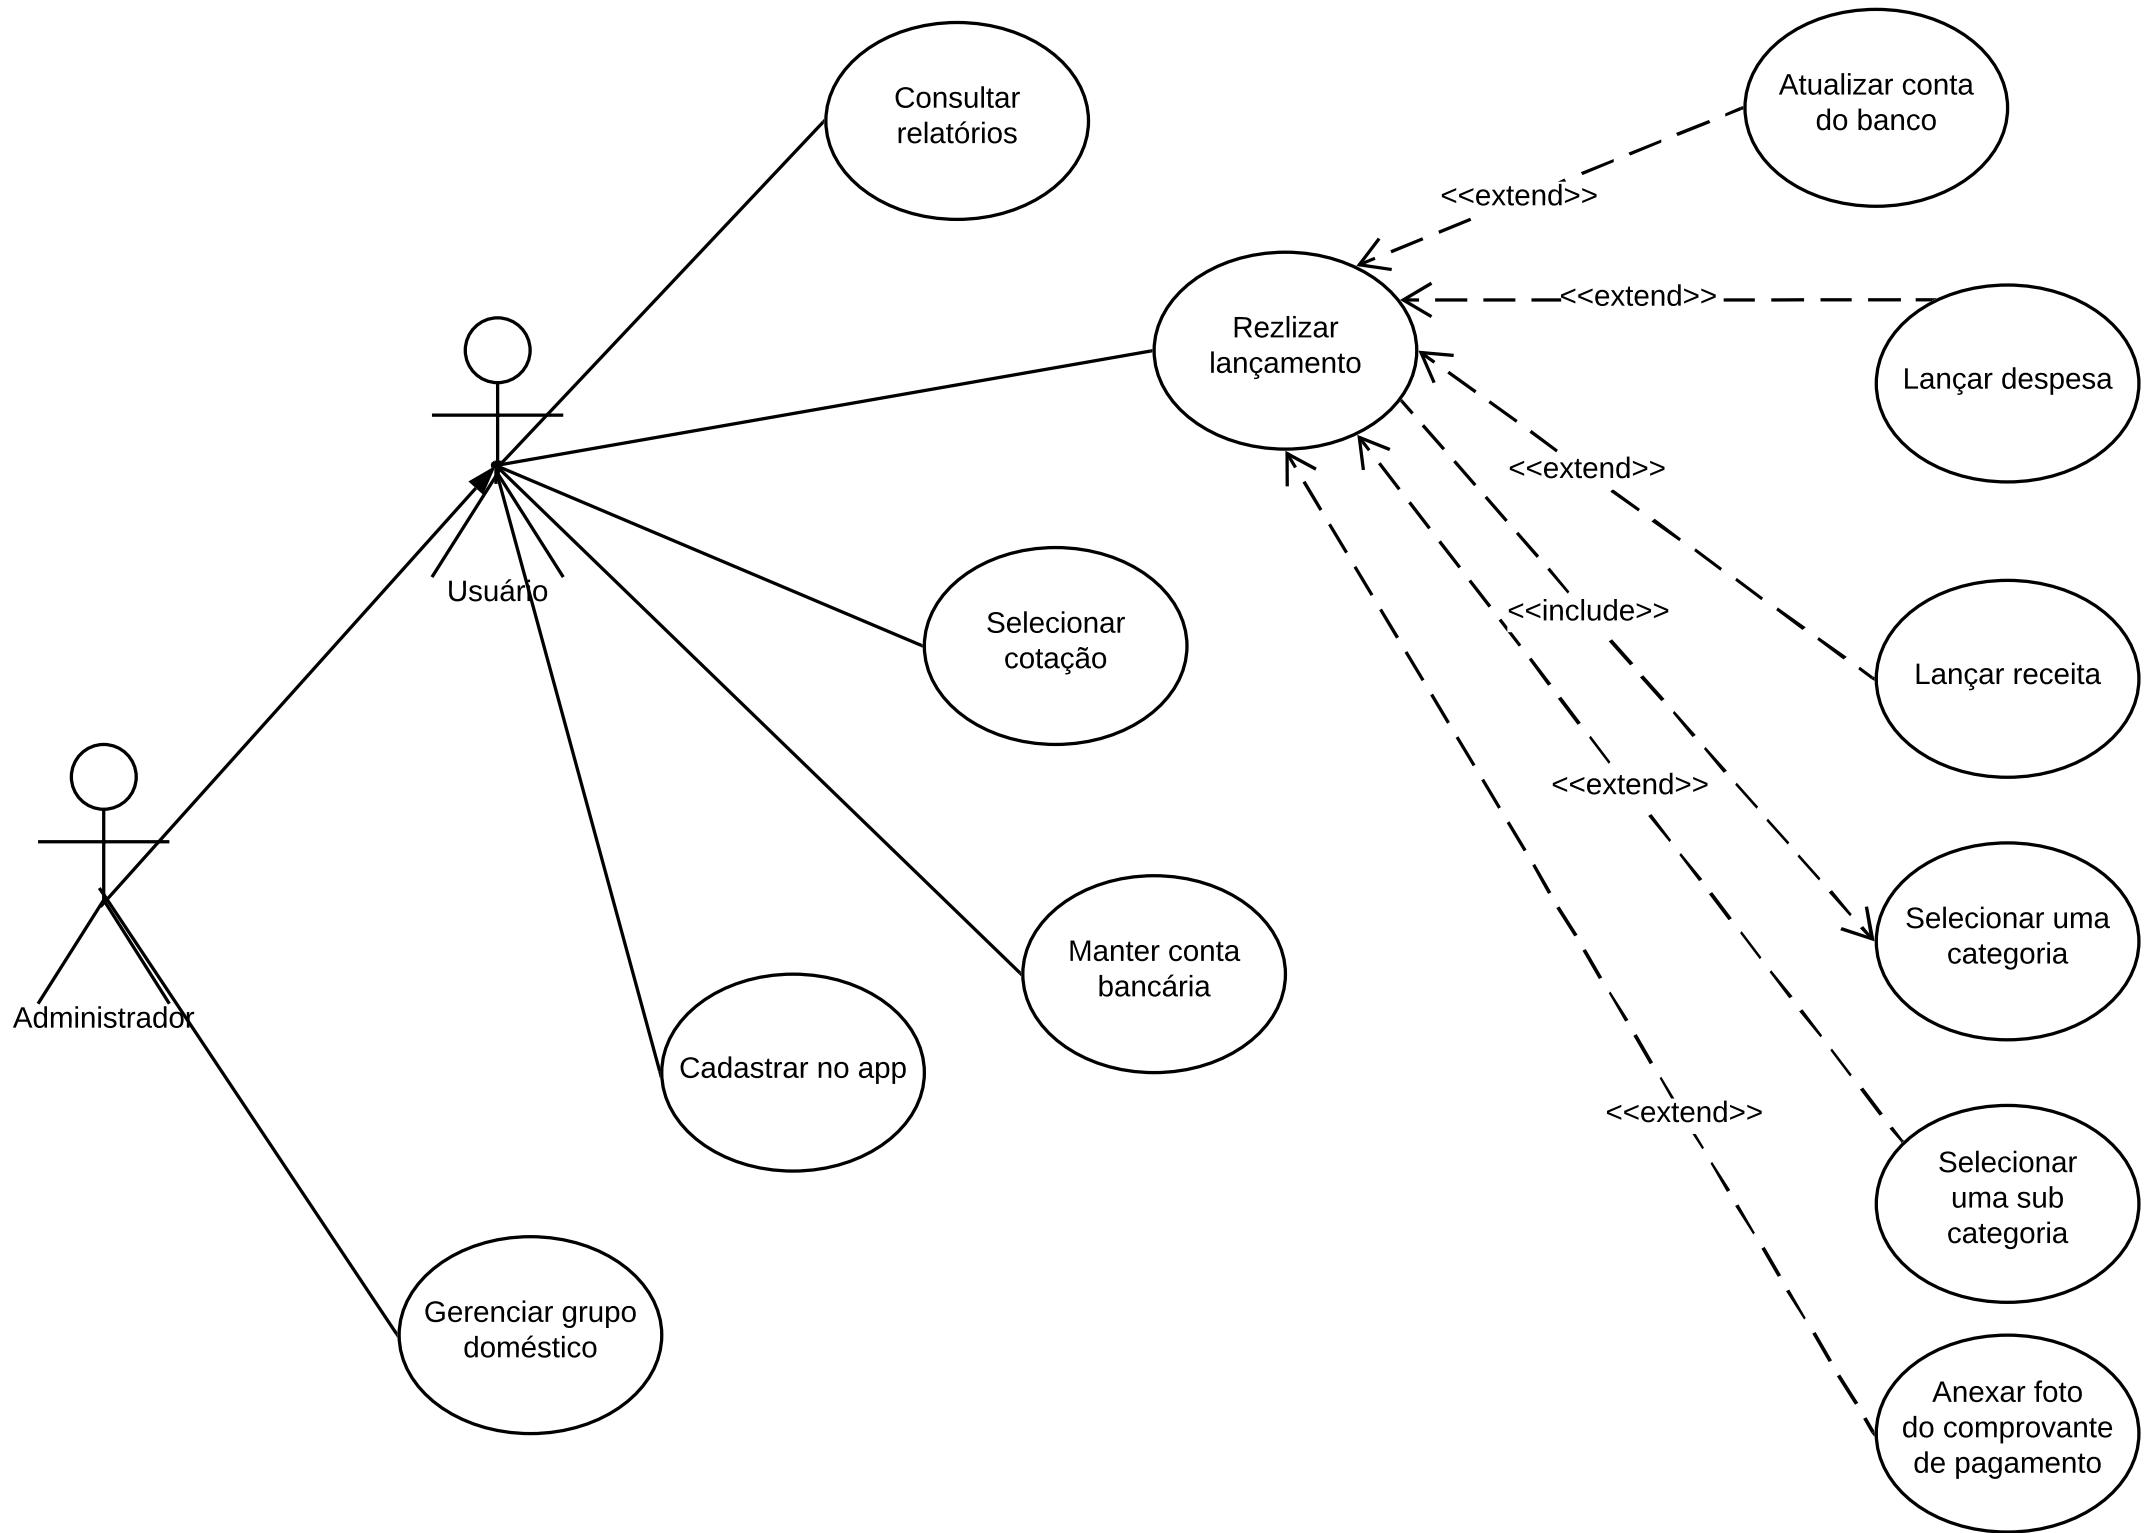 Consultar
relatórios
Atualizar conta
do banco
<<extend>>
<<extend>>
Rezlizar
lançamento
Lançar despesa
<<extend>>
Usuário
<<include>>
Selecionar
cotação
Lançar receita
<<extend>>
Selecionar uma
categoria
Manter conta
bancária
Administrador
Cadastrar no app
<<extend>>
Selecionar
uma sub
categoria
Gerenciar grupo
doméstico
Anexar foto
do comprovante
de pagamento